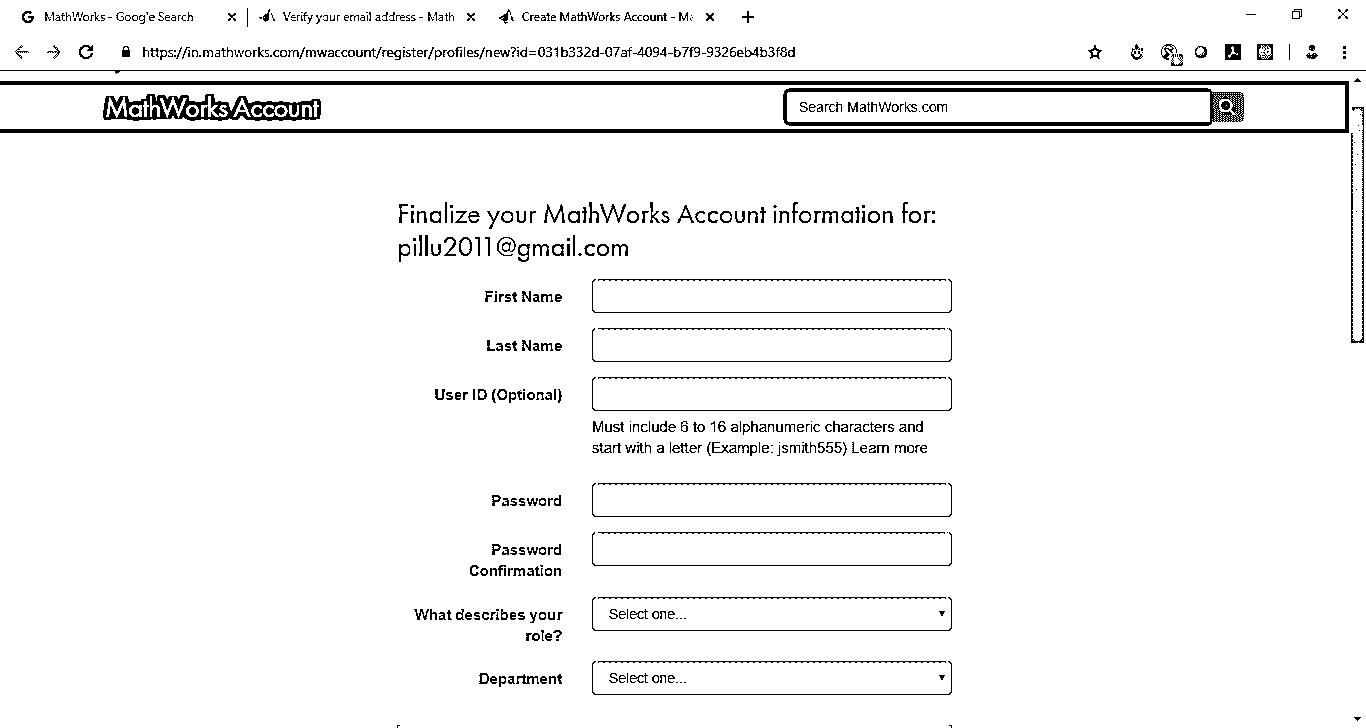 MathWorks - Google Search
Verify your email address - Math
Create MathWorks Account - Ma
https://in.mathworks.com/mwaccount/register/profiles/new?id=031b332d-07af-4094-b7f9-9326eb4b3f8d
MathWorks Account
Search MathWorks.com
Finalize your MathWorks Account information for:
pillu2011@gmail.com
First Name
Last Name
User ID (Optional)
Must include 6 to 16 alphanumeric characters and
start with a letter (Example: jsmith555) Learn more
Password
Password
Confirmation
What describes your
role?
Select one...
Department
Select one...